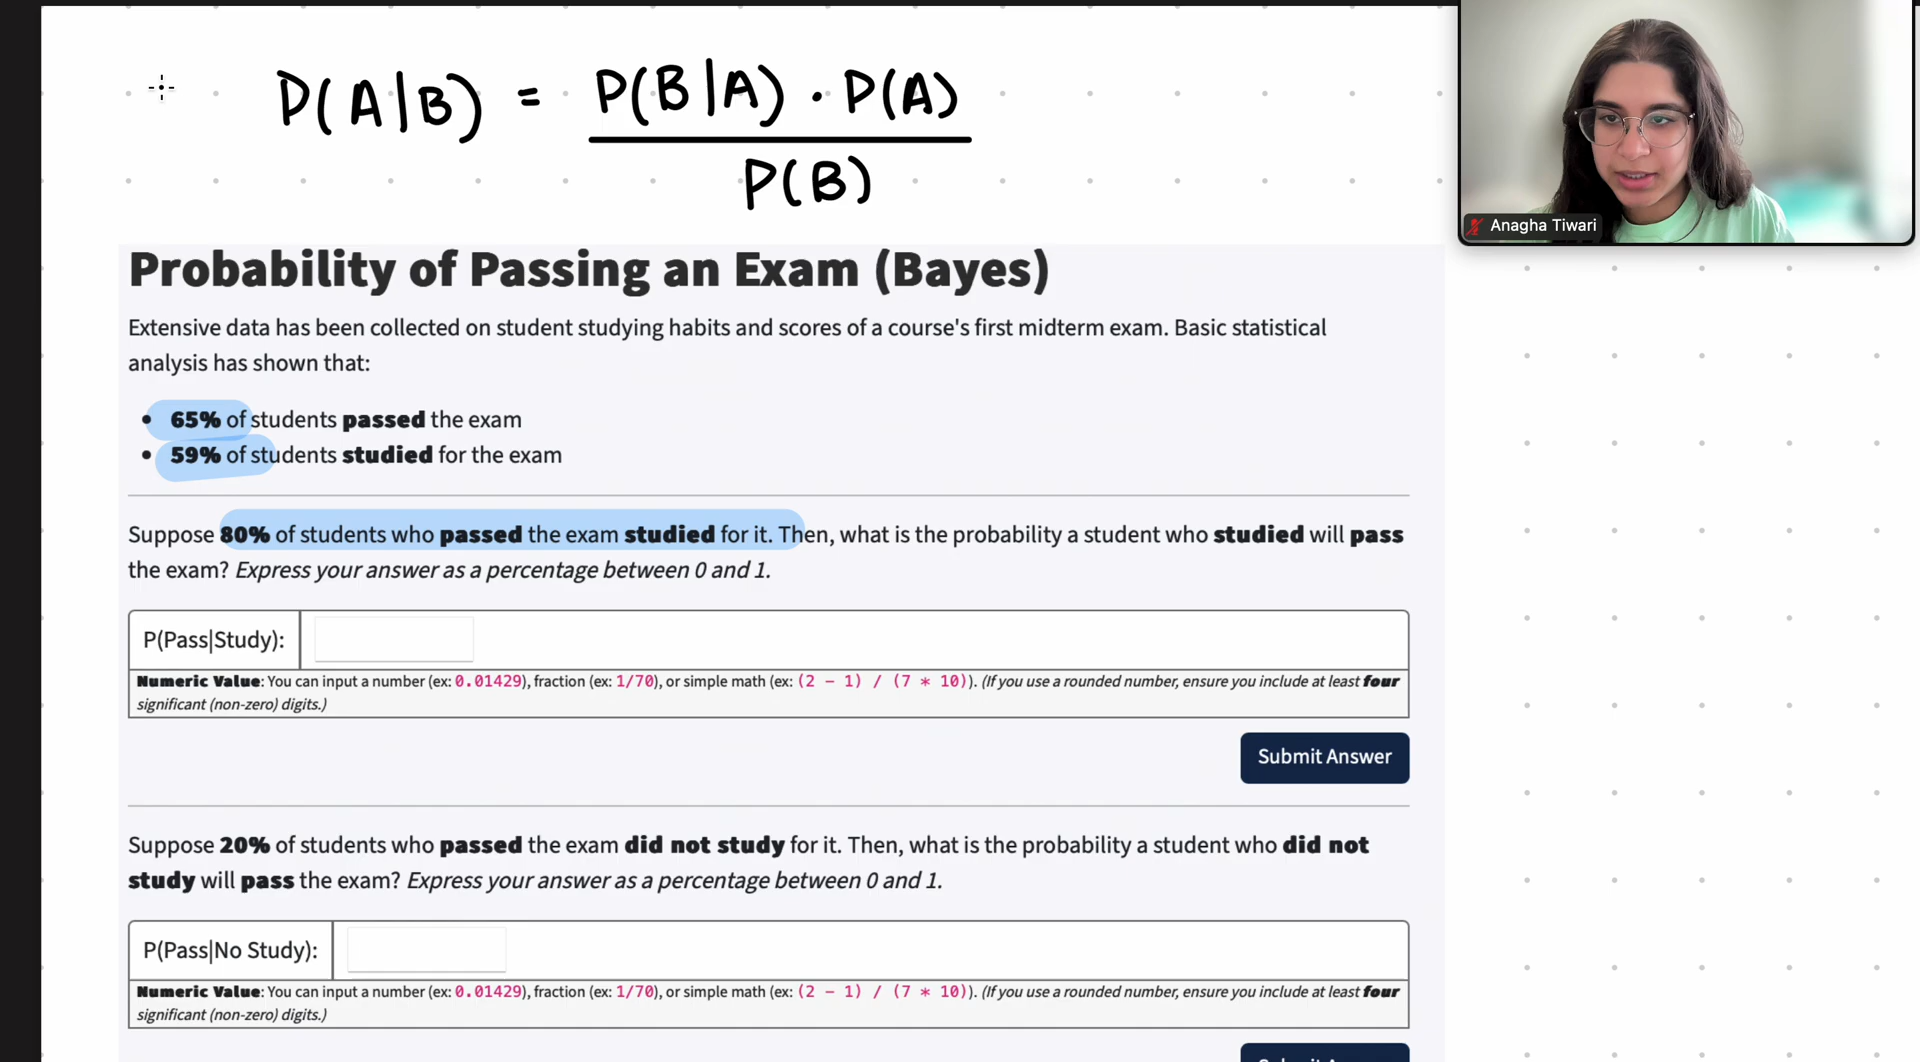 P(A|B) = P(B|A) · P(A)
P(B)
Anagha Tiwari
Probability of Passing an Exam (Bayes)
Extensive data has been collected on student studying habits and scores of a course's first midterm exam. Basic statistical
analysis has shown that:
• 65% of students passed the exam
• 59% of students studied for the exam
Suppose 80% of students who passed the exam studied for it. Then, what is the probability a student who studied will pass
the exam? Express your answer as a percentage between 0 and 1.
P(Pass|Study):
Numeric Value: You can input a number (ex: 0.01429), fraction (ex: 1/70), or simple math (ex: (2 − 1) / (7 * 10)). (If you use a rounded number, ensure you include at least four
significant (non-zero) digits.)
Submit Answer
Suppose 20% of students who passed the exam did not study for it. Then, what is the probability a student who did not
study will pass the exam? Express your answer as a percentage between 0 and 1.
P(Pass|No Study):
Numeric Value: You can input a number (ex: 0.01429), fraction (ex: 1/70), or simple math (ex: (2 − 1) / (7 * 10)). (If you use a rounded number, ensure you include at least four
significant (non-zero) digits.)